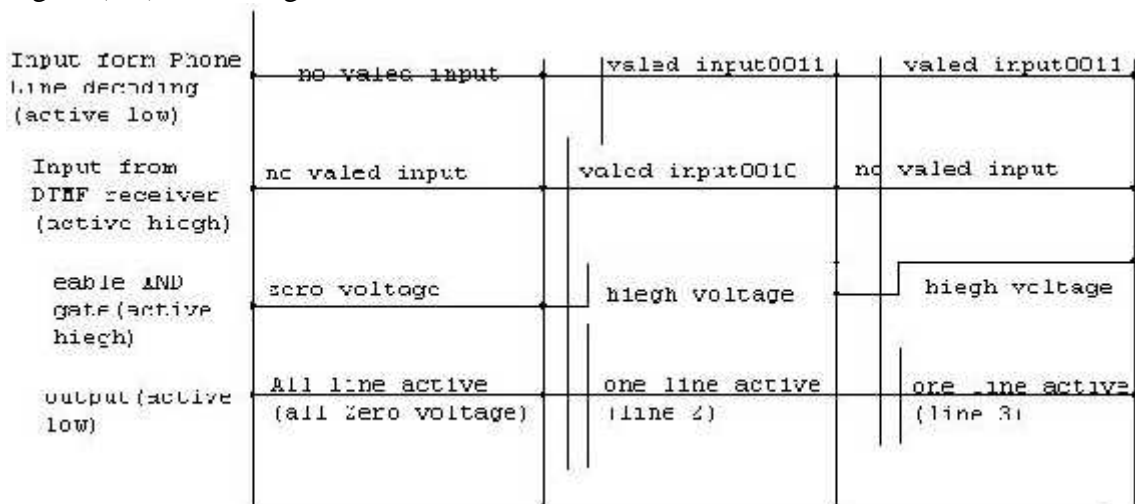 Input form Phone
Line decoding
(active low)
no valed input
valed input0011
valed input0011
Input from
DTMF receiver
(active hiegh)
no valed input
valed input0010
no valed input
eable AND
gate(active
hiegh)
zero voltage
hiegh voltage
hiegh voltage
output(active
low)
All line active
(all Zero voltage)
one line active
(line 2)
one line active
(line 3)